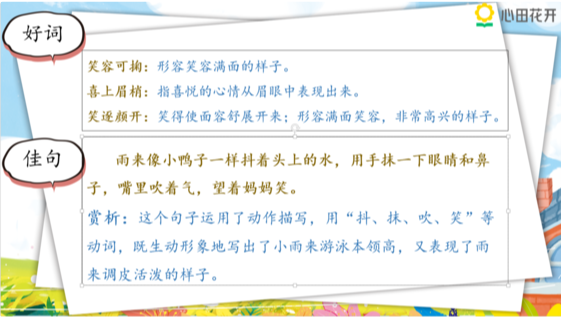 心田花开
好词
笑容可掬：形容笑容满面的样子。
喜上眉梢：指喜悦的心情从眉眼中表现出来。
笑逐颜开：笑得使面容舒展开来；形容满面笑容，非常高兴的样子。
佳句
雨来像小鸭子一样抖着头上的水，用手抹一下眼睛和鼻
子，嘴里吹着气，望着妈妈笑。
赏析：这个句子运用了动作描写，用“抖、抹、吹、笑”等
动词，既生动形象地写出了小雨来游泳本领高，又表现了雨
来调皮活泼的样子。